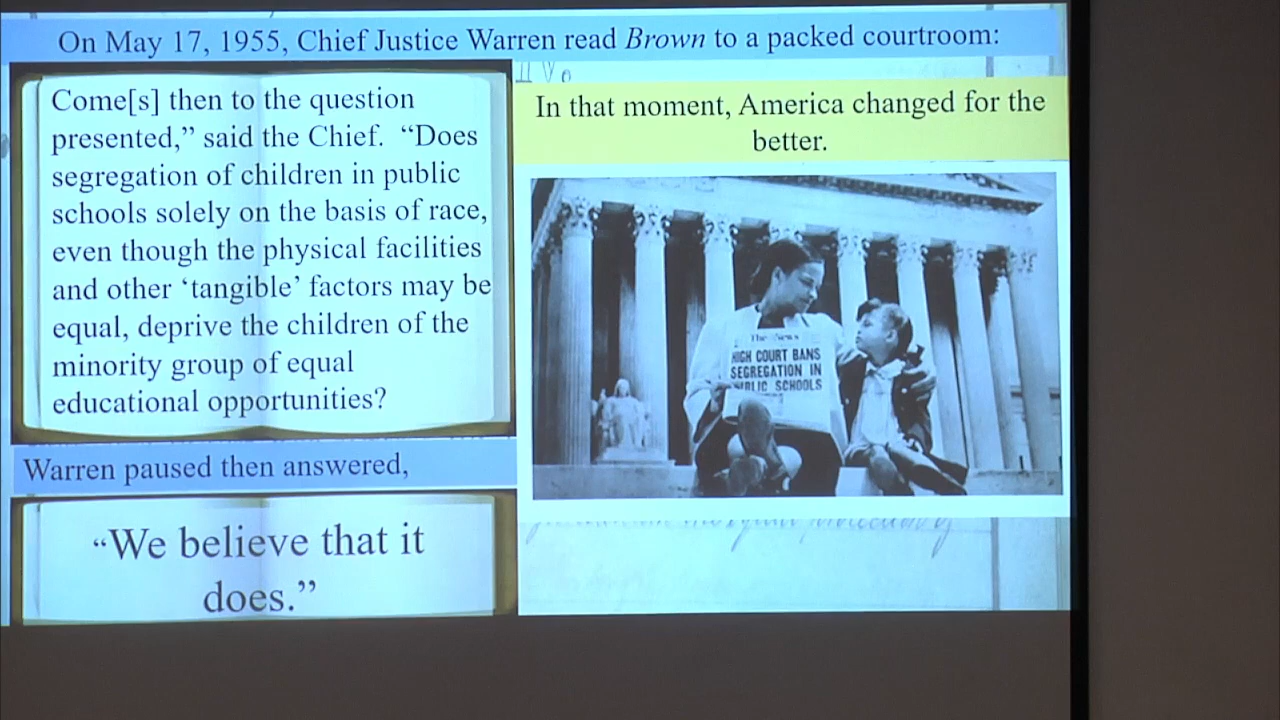 On May 17, 1955, Chief Justice Warren read Brown to a packed courtroom:
Come[s] then to the question
presented,” said the Chief. “Does
segregation of children in public
schools solely on the basis of race,
even though the physical facilities
and other ‘tangible’ factors may be
equal, deprive the children of the
minority group of equal
educational opportunities?
Warren paused then answered,
“We believe that it
does.”
In that moment, America changed for the
better.
The News
HIGH COURT BANS
SEGREGATION IN
PUBLIC SCHOOLS